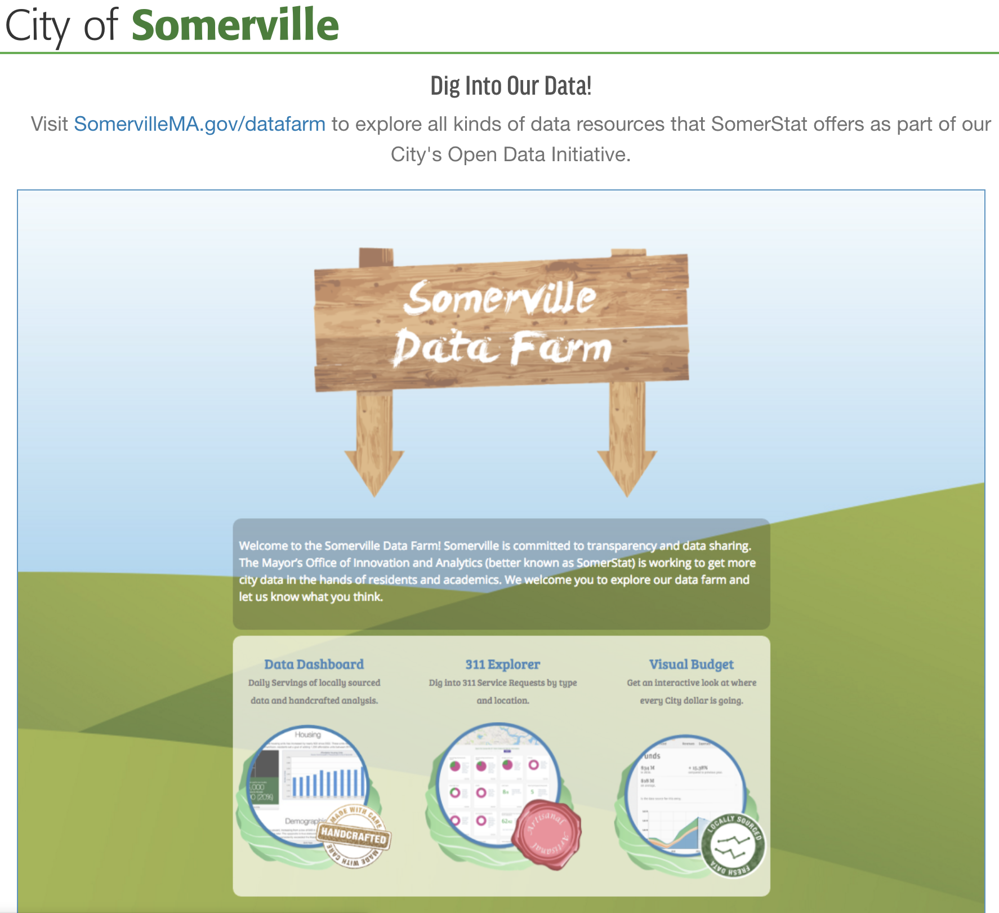 City of Somerville
Dig Into Our Data!
Visit SomervilleMA.gov/datafarm to explore all kinds of data resources that SomerStat offers as part of our
City's Open Data Initiative.
Somerville
Data Farm
Welcome to the Somerville Data Farm! Somerville is committed to transparency and data sharing.
The Mayor’s Office of Innovation and Analytics (better known as SomerStat) is working to get more
city data in the hands of residents and academics. We welcome you to explore our data farm and
let us know what you think.
Data Dashboard
Daily Servings of locally sourced
data and handcrafted analysis.
311 Explorer
Dig into 311 Service Requests by type
and location.
Visual Budget
Get an interactive look at where
every City dollar is going.
Housing
,000
(20%)
MADE WITH CARE
HANDCRAFTED
MADE WITH CARE
5
Artisanal
Artisanal
unds
+ 15.38%
LOCALLY SOURCED
FRESH DATA